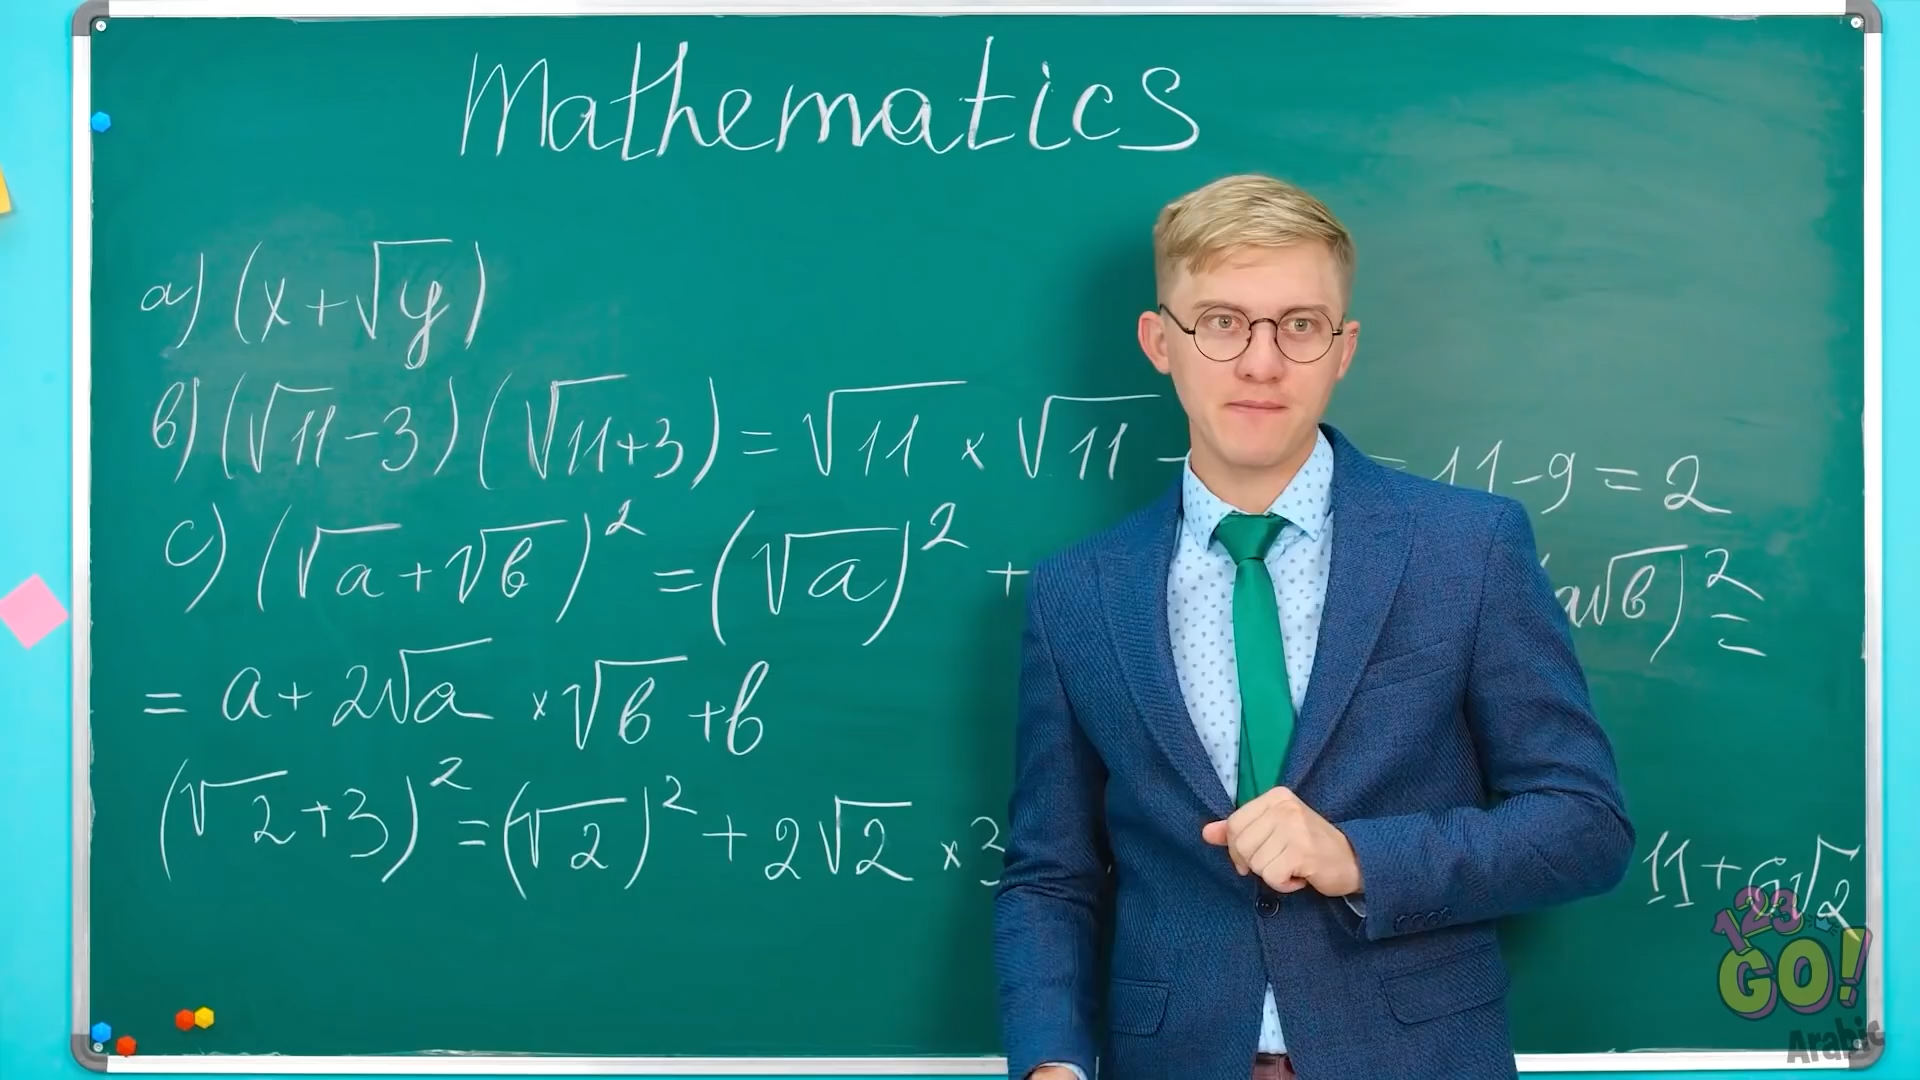 Mathematics
a) (x+√y)
b) (√11-3)(√11+3) = √11 × √11 - = 11-9 = 2
c) (√a+√b)² = (√a)² + (a√b)² =
= a+ 2√a ×√b +b
(√2+3)² = (√2)² + 2√2 ×3 11+6√2
123 GO!
Arabic